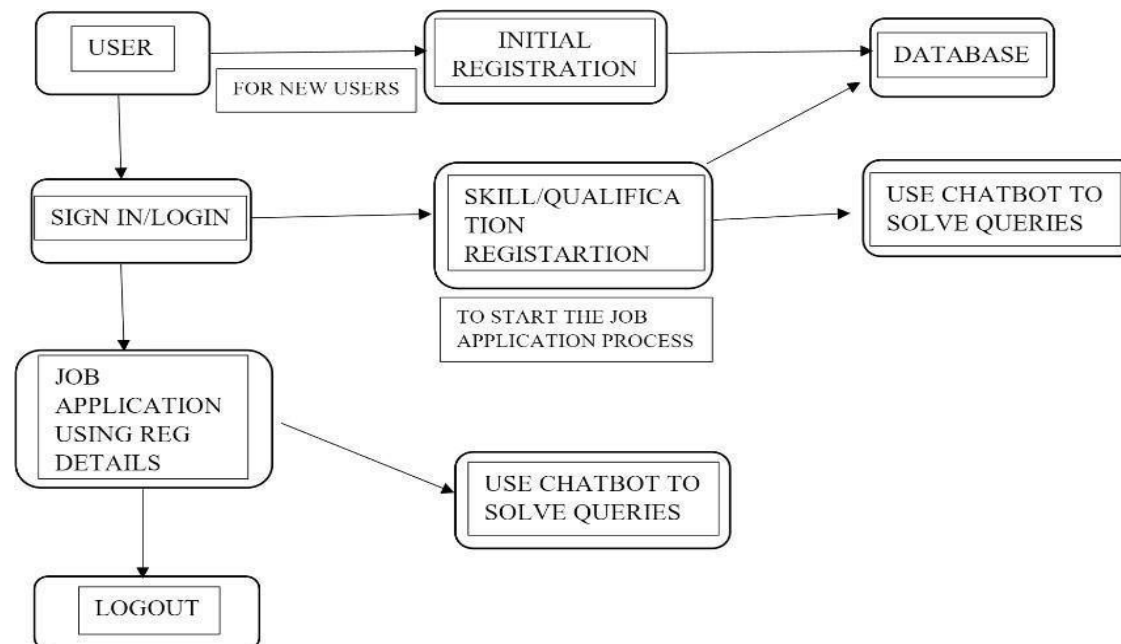 USER
INITIAL
REGISTRATION
DATABASE
FOR NEW USERS
SIGN IN/LOGIN
SKILL/QUALIFICA
TION
REGISTARTION
USE CHATBOT TO
SOLVE QUERIES
TO START THE JOB
APPLICATION PROCESS
JOB
APPLICATION
USING REG
DETAILS
USE CHATBOT TO
SOLVE QUERIES
LOGOUT